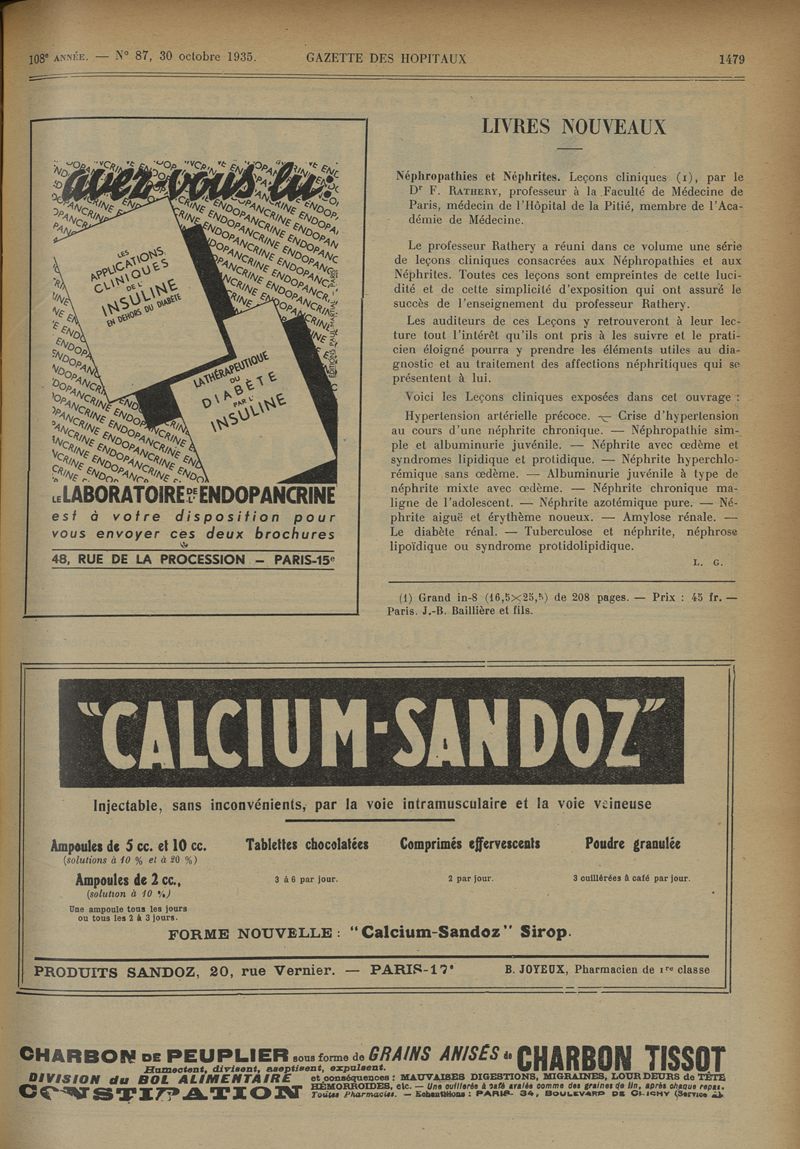 108e ANNÉE. — N° 87, 30 octobre 1935.
GAZETTE DES HOPITAUX
1479
avez-vous lu:
LES
APPLICATIONS
CLINIQUES
DE L'
INSULINE
EN DEHORS DU DIABÈTE
LA THÉRAPEUTIQUE
DU
DIABÈTE
PAR L'
INSULINE
LE LABORATOIRE DE L' ENDOPANCRINE
est à votre disposition pour
vous envoyer ces deux brochures
48, RUE DE LA PROCESSION — PARIS-15e
LIVRES NOUVEAUX
Néphropathies et Néphrites. Leçons cliniques (1), par le
Dr F. RATHERY, professeur à la Faculté de Médecine de
Paris, médecin de l'Hôpital de la Pitié, membre de l'Aca-
démie de Médecine.
Le professeur Rathery a réuni dans ce volume une série
de leçons cliniques consacrées aux Néphropathies et aux
Néphrites. Toutes ces leçons sont empreintes de cette luci-
dité et de cette simplicité d'exposition qui ont assuré le
succès de l'enseignement du professeur Rathery.
Les auditeurs de ces Leçons y retrouveront à leur lec-
ture tout l'intérêt qu'ils ont pris à les suivre et le prati-
cien éloigné pourra y prendre les éléments utiles au dia-
gnostic et au traitement des affections néphritiques qui se
présentent à lui.
Voici les Leçons cliniques exposées dans cet ouvrage :
Hypertension artérielle précoce. — Crise d'hypertension
au cours d'une néphrite chronique. — Néphropathie sim-
ple et albuminurie juvénile. — Néphrite avec œdème et
syndromes lipidique et protidique. — Néphrite hyperchlo-
rémique sans œdème. — Albuminurie juvénile à type de
néphrite mixte avec œdème. — Néphrite chronique ma-
ligne de l'adolescent. — Néphrite azotémique pure. — Né-
phrite aiguë et érythème noueux. — Amylose rénale. —
Le diabète rénal. — Tuberculose et néphrite, néphrose
lipoïdique ou syndrome protidolipidique.
L. G.
(1) Grand in-8 (16,5×25,5) de 208 pages. — Prix : 45 fr. —
Paris. J.-B. Baillière et fils.
"CALCIUM-SANDOZ"
Injectable, sans inconvénients, par la voie intramusculaire et la voie veineuse
Ampoules de 5 cc. et 10 cc.
(solutions à 10 % et à 20 %)
Ampoules de 2 cc.,
(solution à 10 %)
Une ampoule tous les jours
ou tous les 2 à 3 jours.
Tablettes chocolatées
3 à 6 par jour.
Comprimés effervescents
2 par jour.
Poudre granulée
3 cuillérées à café par jour.
FORME NOUVELLE : "Calcium-Sandoz" Sirop.
PRODUITS SANDOZ, 20, rue Vernier. — PARIS-17e
B. JOYEUX, Pharmacien de 1re classe
CHARBON DE PEUPLIER sous forme de GRAINS ANISÉS de CHARBON TISSOT
Humectent, divisent, aseptisent, expulsent.
DIVISION du BOL ALIMENTAIRE et conséquences : MAUVAISES DIGESTIONS, MIGRAINES, LOURDEURS de TÊTE
CONSTIPATION HÉMORROIDES, etc. — Une cuillerée à café avalée comme des graines de lin, après chaque repas.
Toutes Pharmacies. — Echantillons : PARIS- 34, BOULEVARD DE CLICHY (Service